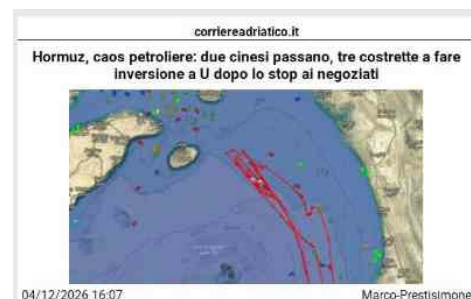 corriereadriatico.it
Hormuz, caos petroliere: due cinesi passano, tre costrette a fare
inversione a U dopo lo stop ai negoziati
04/12/2026 16:07
Marco-Prestisimone